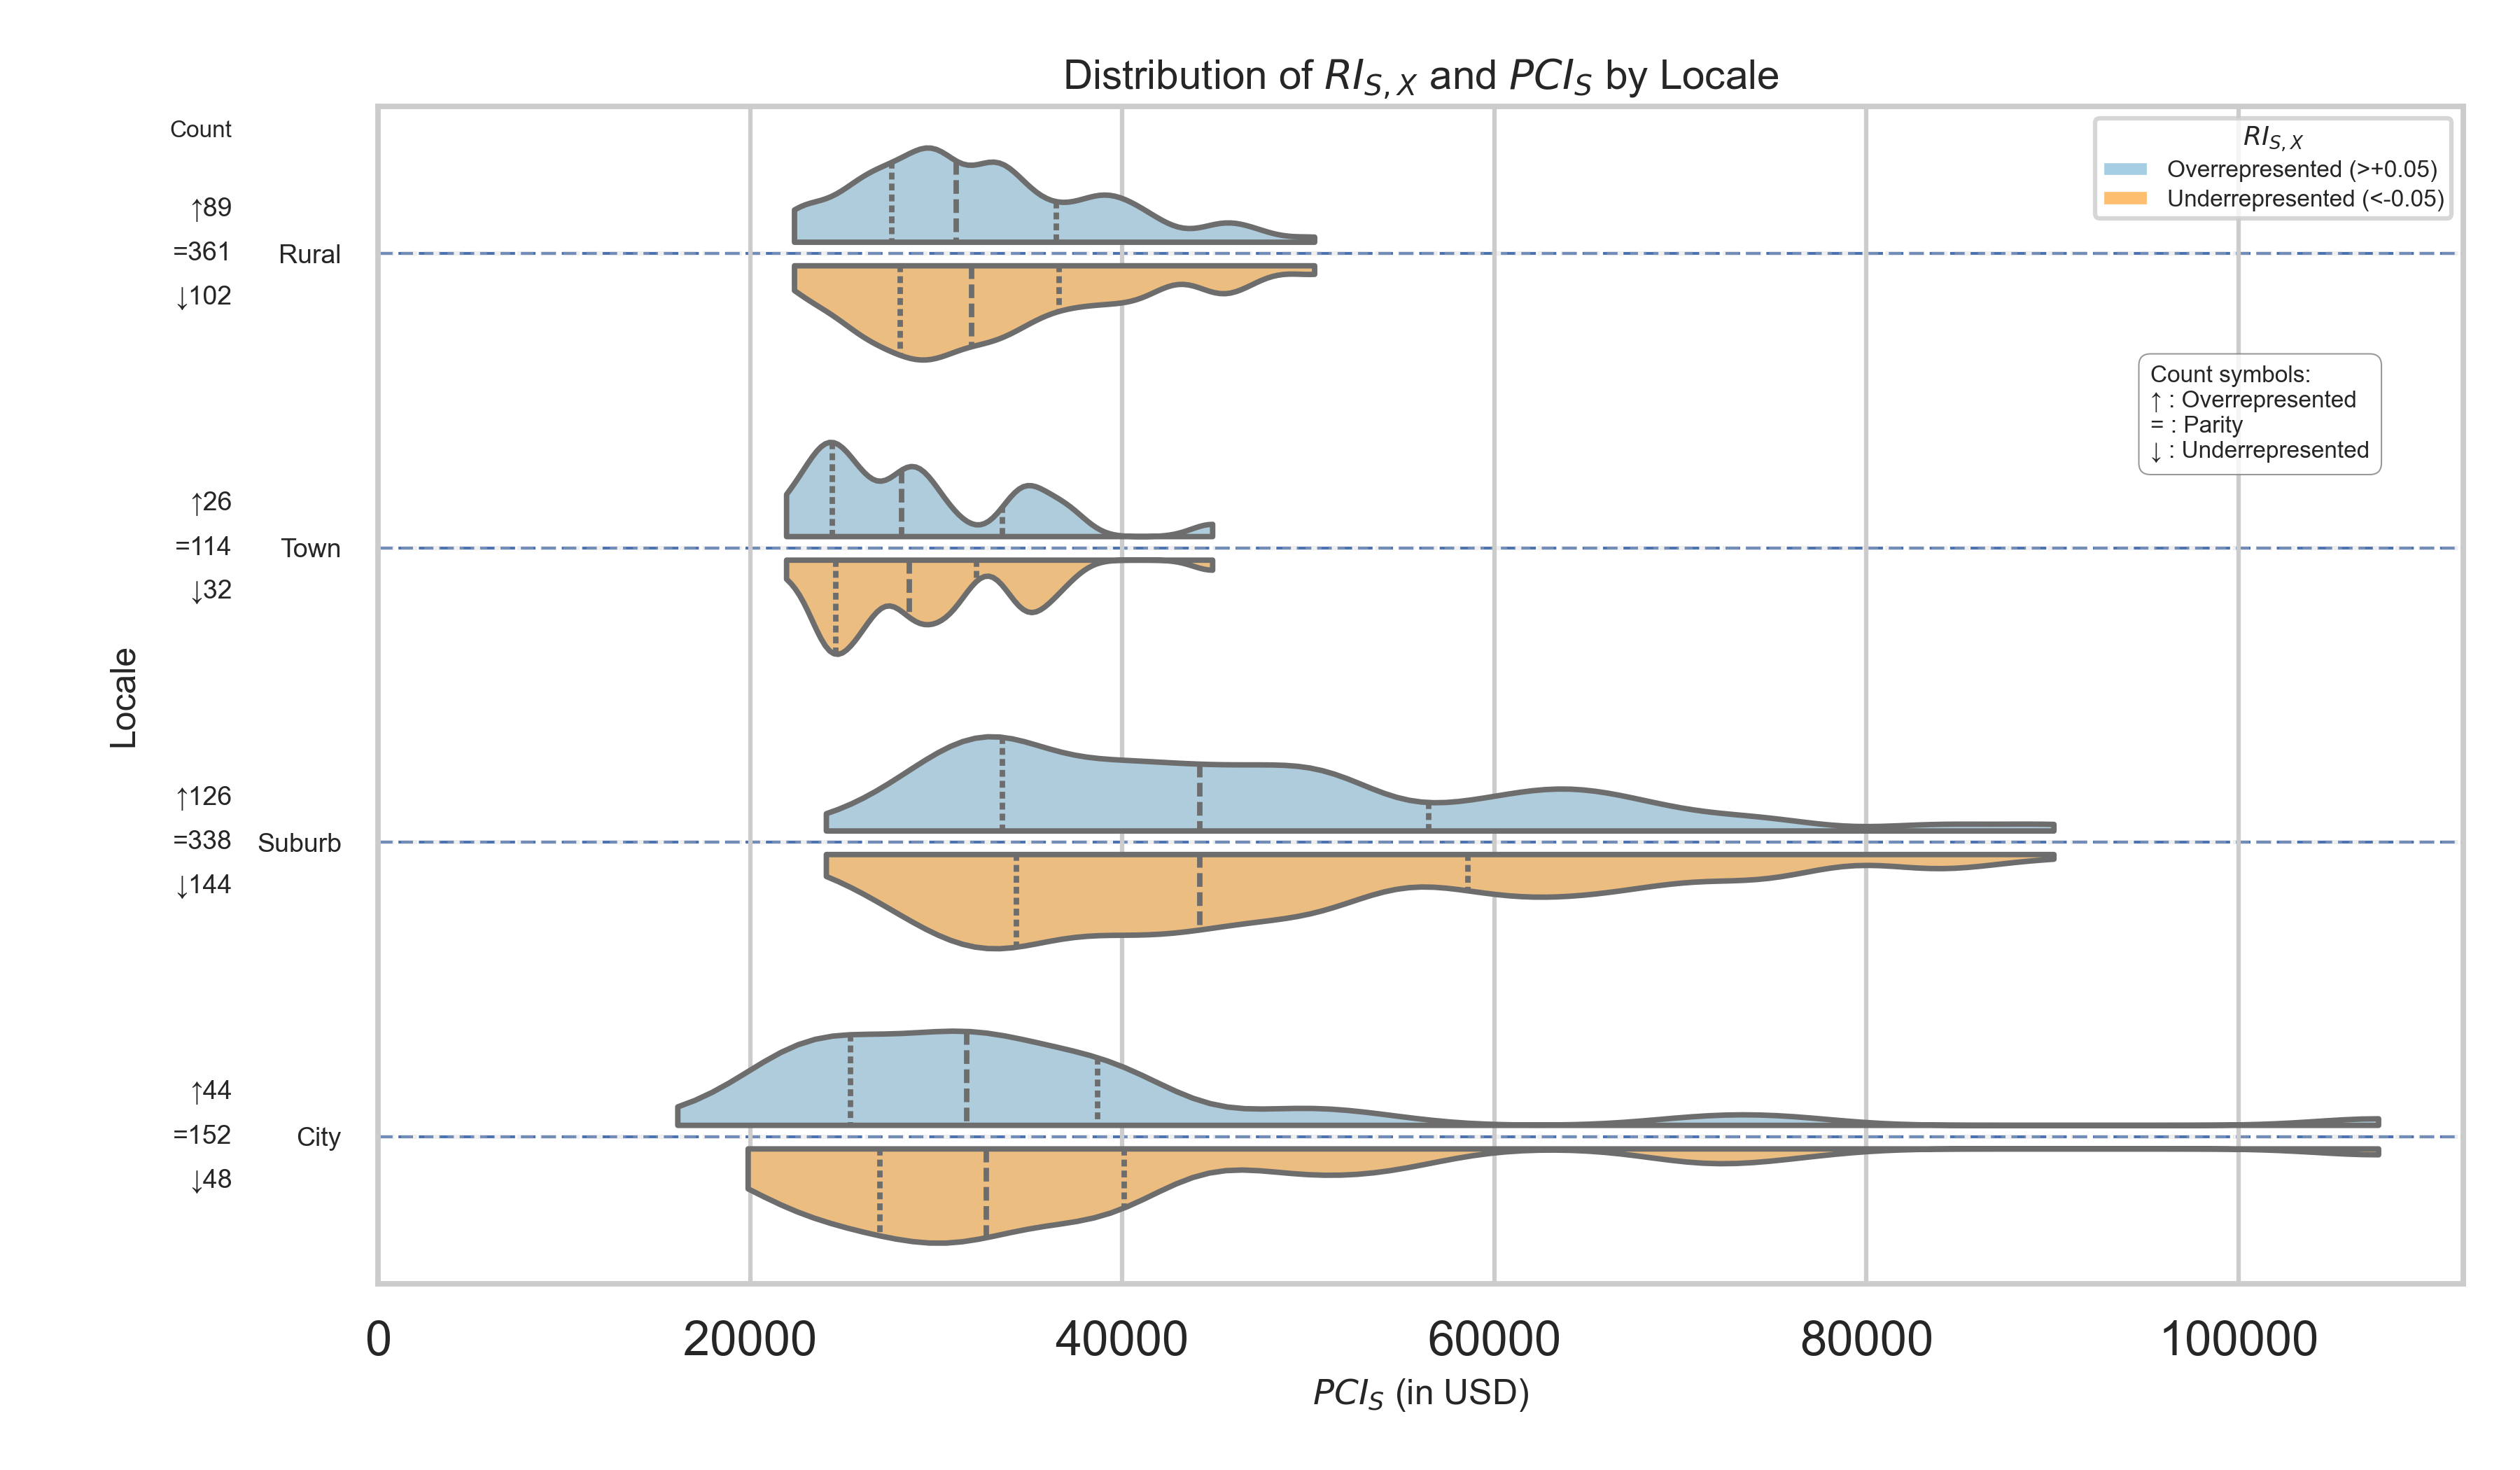 Distribution of RI_{S,X} and PCI_S by Locale
Count
RI_{S,X}
Overrepresented (>+0.05)
Underrepresented (<-0.05)
↑89
=361
Rural
↓102
Count symbols:
↑ : Overrepresented
= : Parity
↓ : Underrepresented
↑26
=114
Town
↓32
Locale
↑126
=338
Suburb
↓144
↑44
=152
City
↓48
0 20000 40000 60000 80000 100000
PCI_S (in USD)